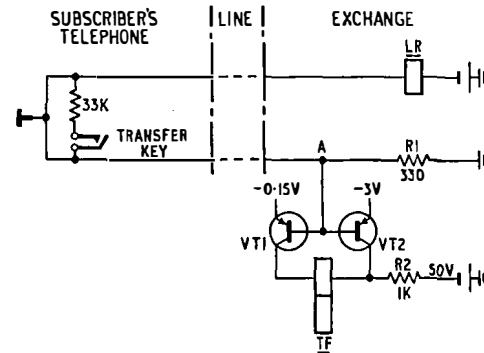 SUBSCRIBER'S
TELEPHONE
LINE
EXCHANGE
LR
33K
TRANSFER
KEY
A
R1
330
-0·15V
-3V
VT1
VT2
R2
1K
50V
TF